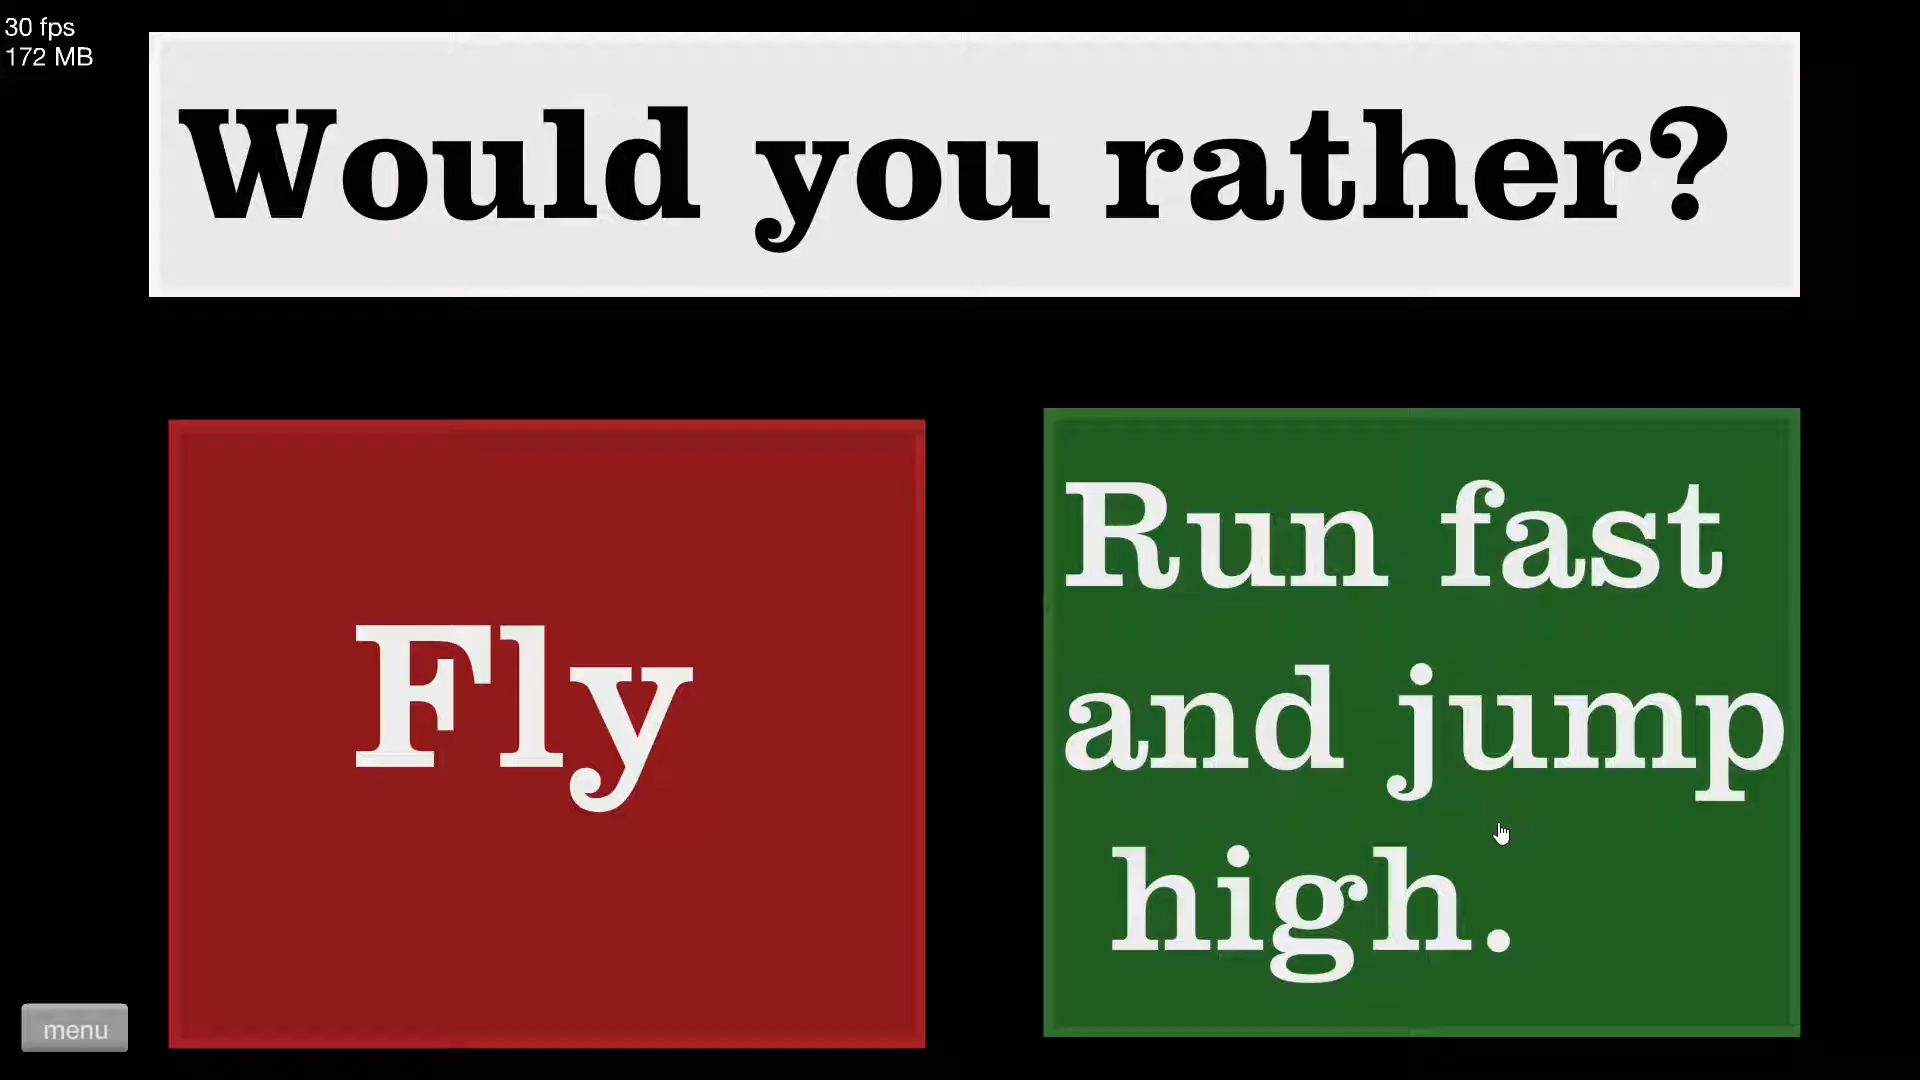 30 fps
172 MB
Would you rather?
Fly
Run fast
and jump
high.
menu